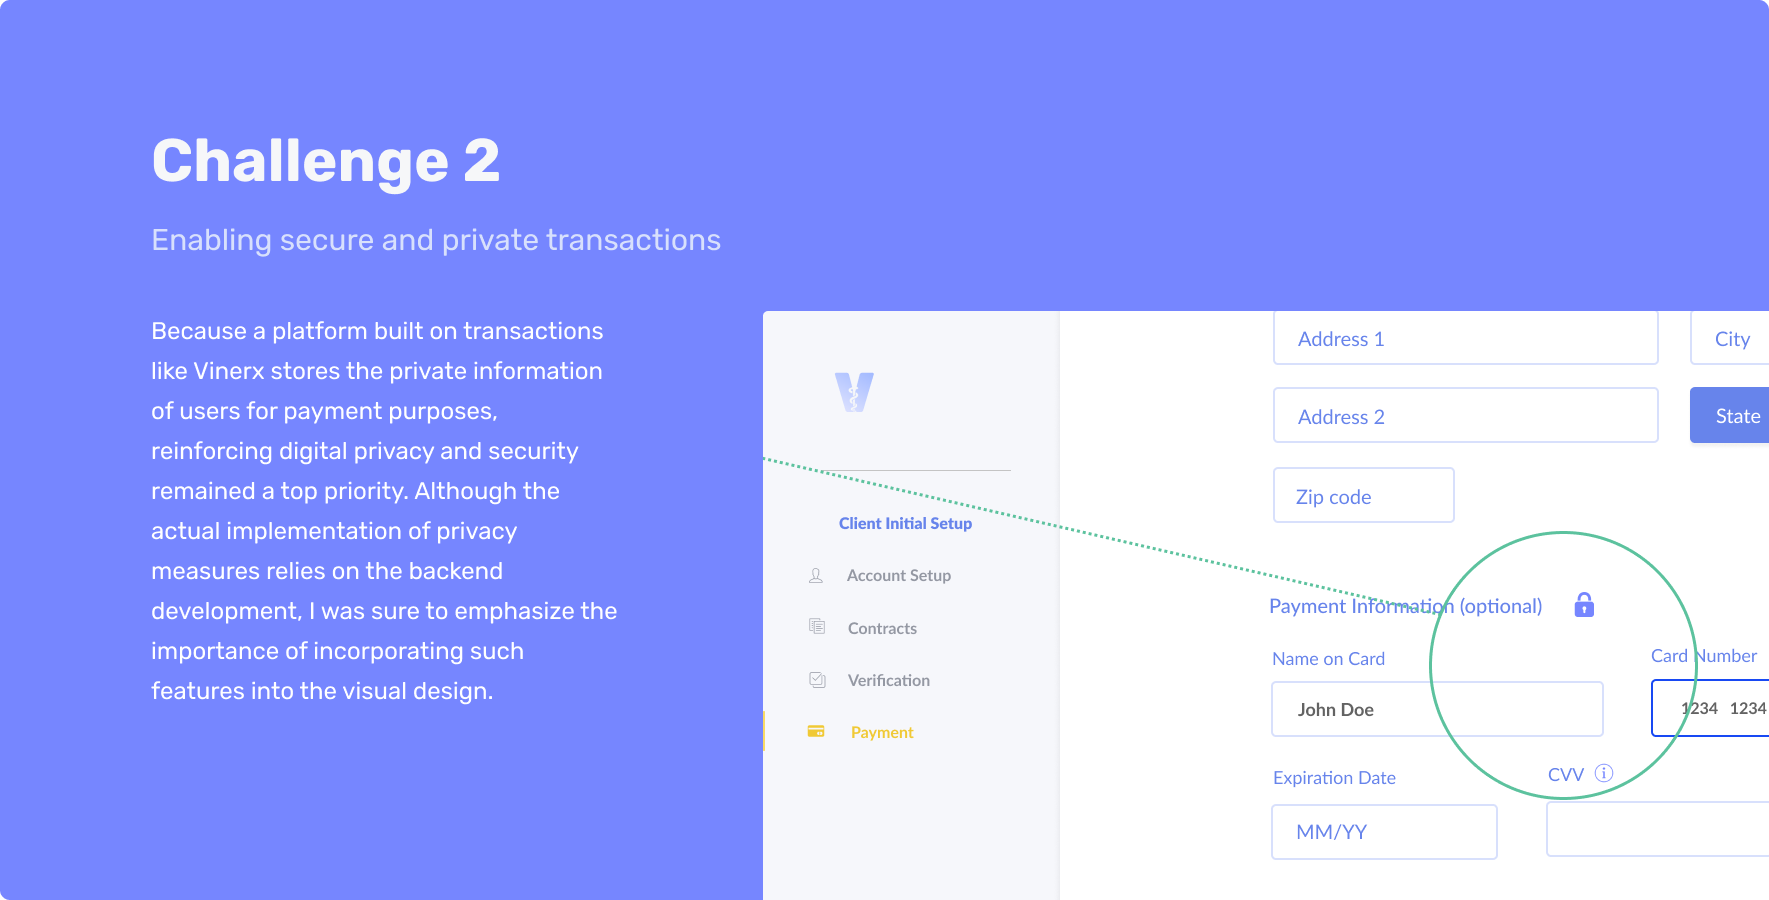 Challenge 2
Enabling secure and private transactions
Because a platform built on transactions
like Vinerx stores the private information
of users for payment purposes,
reinforcing digital privacy and security
remained a top priority. Although the
actual implementation of privacy
measures relies on the backend
development, I was sure to emphasize the
importance of incorporating such
features into the visual design.
V
Client Initial Setup
Account Setup
Contracts
Verification
Payment
Address 1
City
Address 2
State
Zip code
Payment Information (optional)
Name on Card
Card Number
John Doe
1234 1234
Expiration Date
CVV
MM/YY